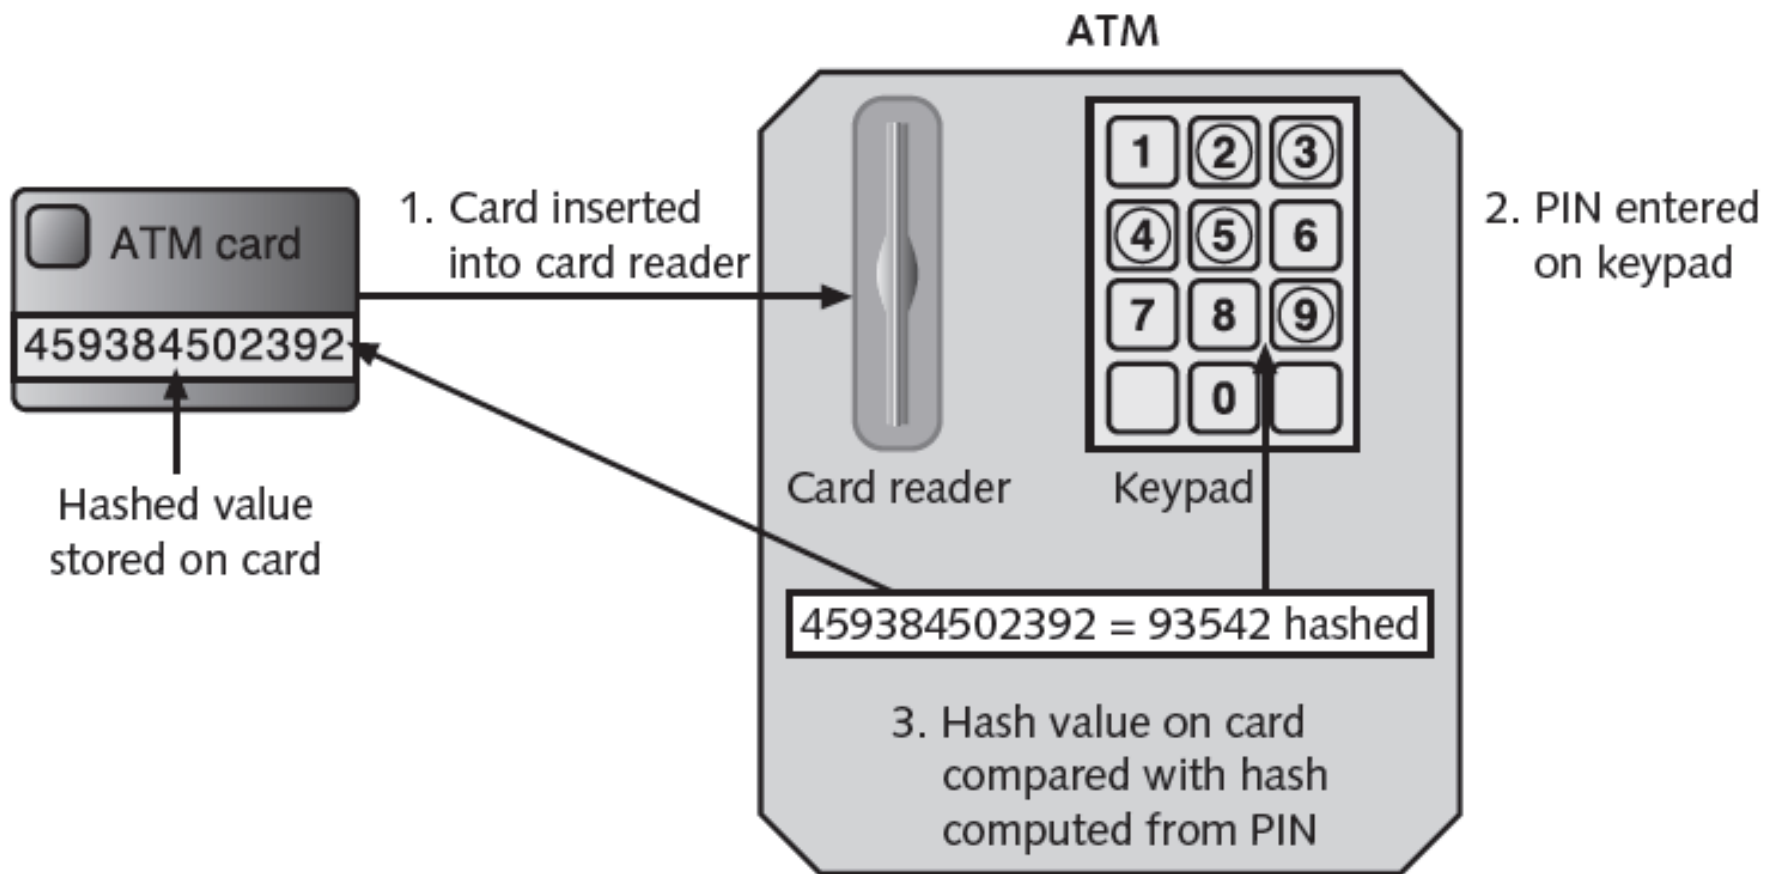 ATM
ATM card
459384502392
Hashed value
stored on card
1. Card inserted
into card reader
1 2 3
4 5 6
7 8 9
0
Card reader
Keypad
2. PIN entered
on keypad
459384502392 = 93542 hashed
3. Hash value on card
compared with hash
computed from PIN